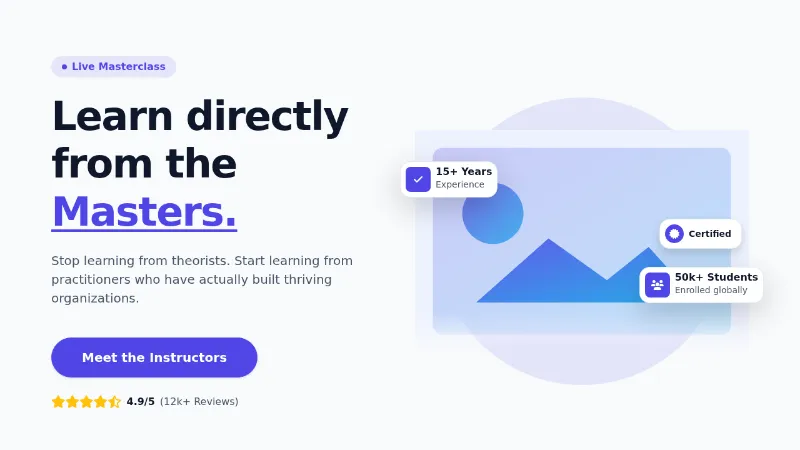 Live Masterclass
Learn directly
from the
Masters.
Stop learning from theorists. Start learning from
practitioners who have actually built thriving
organizations.
Meet the Instructors
4.9/5 (12k+ Reviews)
15+ Years
Experience
Certified
50k+ Students
Enrolled globally